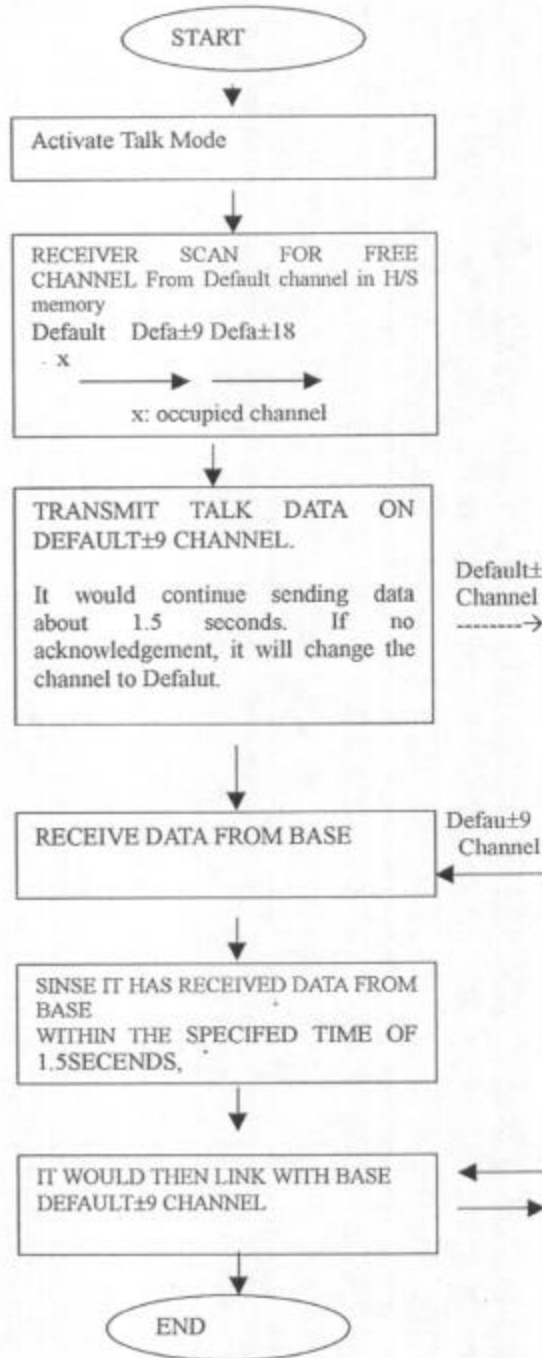 START
Activate Talk Mode
RECEIVER SCAN FOR FREE
CHANNEL From Default channel in H/S
memory
Default Defa±9 Defa±18
x
x: occupied channel
TRANSMIT TALK DATA ON
DEFAULT±9 CHANNEL.
It would continue sending data
about 1.5 seconds. If no
acknowledgement, it will change the
channel to Defalut.
Default±
Channel
RECEIVE DATA FROM BASE
Defau±9
Channel
SINSE IT HAS RECEIVED DATA FROM
BASE
WITHIN THE SPECIFED TIME OF
1.5SECENDS,
IT WOULD THEN LINK WITH BASE
DEFAULT±9 CHANNEL
END